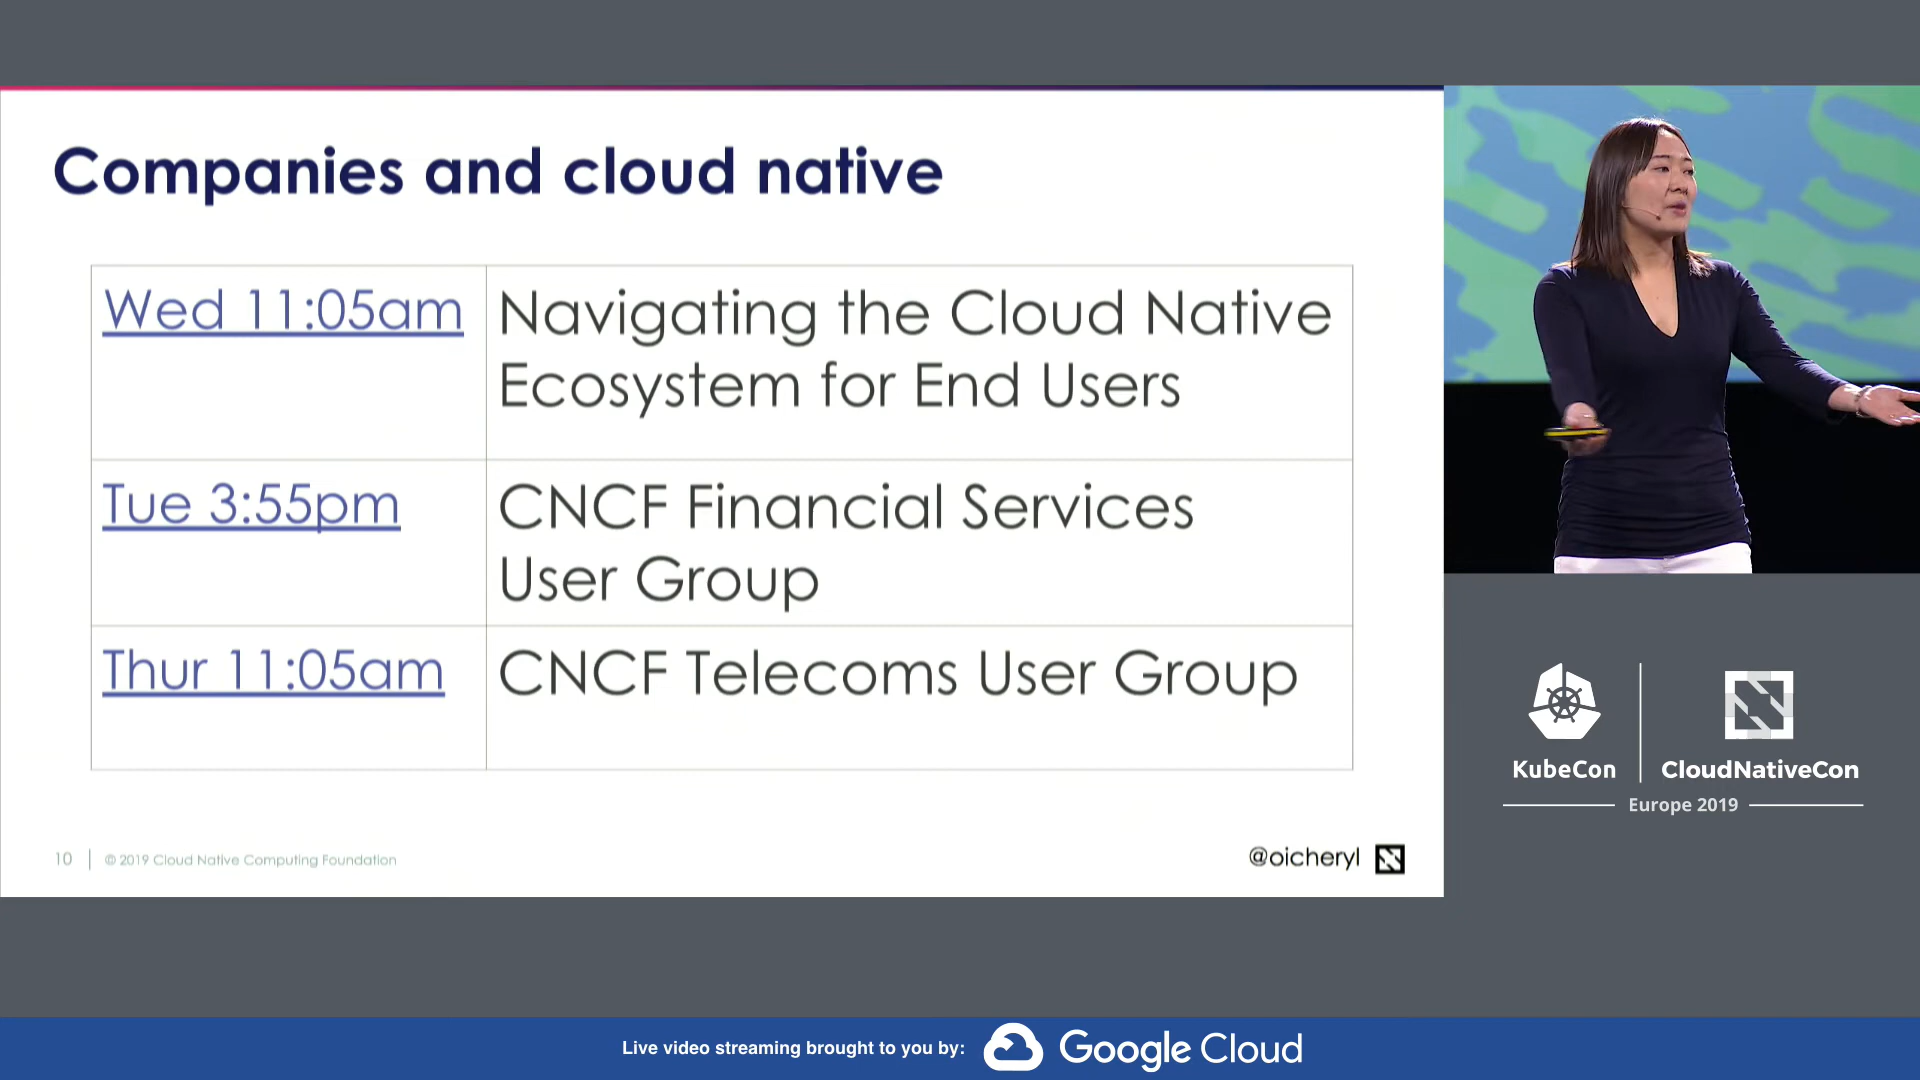 Companies and cloud native
Wed 11:05am
Navigating the Cloud Native
Ecosystem for End Users
Tue 3:55pm
CNCF Financial Services
User Group
Thur 11:05am
CNCF Telecoms User Group
10
© 2019 Cloud Native Computing Foundation
@oicheryl
KubeCon
CloudNativeCon
Europe 2019
Live video streaming brought to you by:
Google Cloud